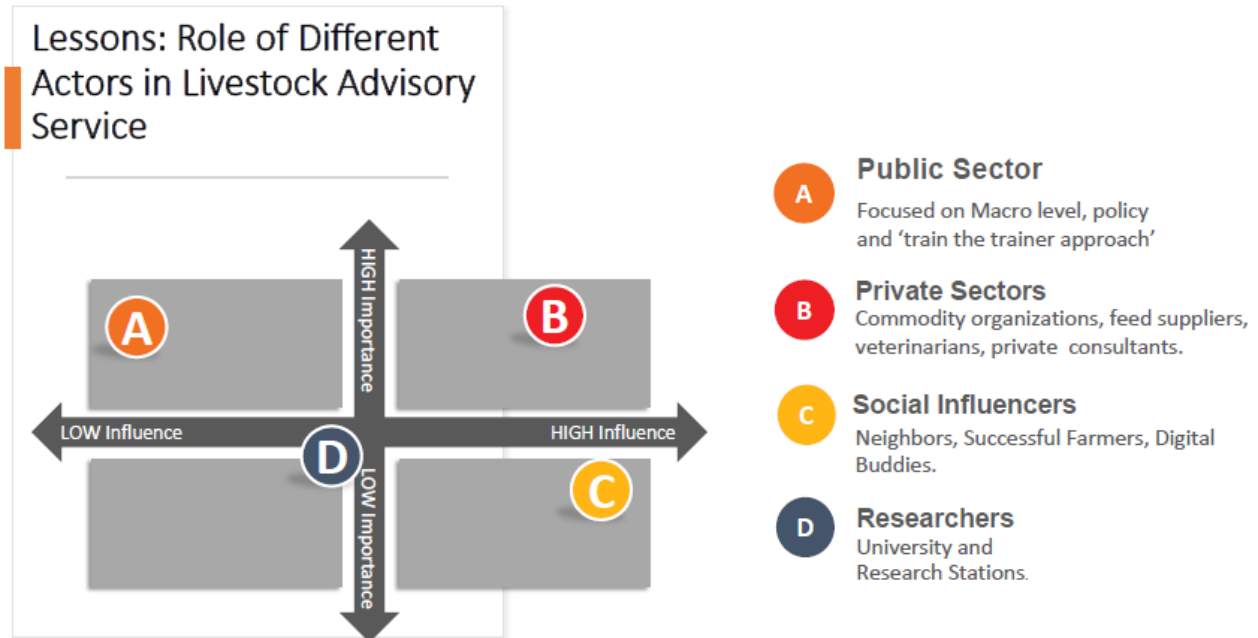 Lessons: Role of Different
Actors in Livestock Advisory
Service
HIGH Importance
A
B
LOW Influence
HIGH Influence
D
C
LOW Importance
A
Public Sector
Focused on Macro level, policy
and ‘train the trainer approach’
B
Private Sectors
Commodity organizations, feed suppliers,
veterinarians, private consultants.
C
Social Influencers
Neighbors, Successful Farmers, Digital
Buddies.
D
Researchers
University and
Research Stations.